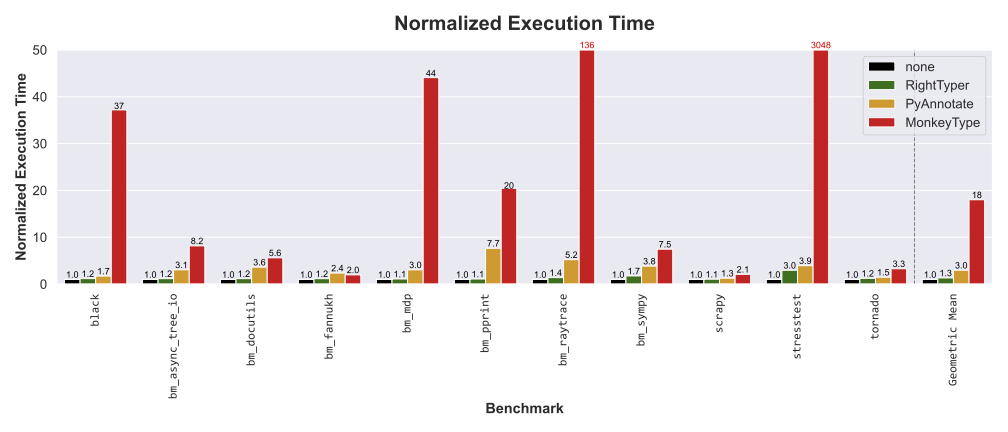 Normalized Execution Time
Normalized Execution Time
50
40
30
20
10
0
none
RightTyper
PyAnnotate
MonkeyType
1.0 1.2 1.7 37
1.0 1.2 3.1 8.2
1.0 1.2 3.6 5.6
1.0 1.2 2.4 2.0
1.0 1.1 3.0 44
1.0 1.1 7.7 20
1.0 1.4 5.2 136
1.0 1.7 3.8 7.5
1.0 1.1 1.3 2.1
1.0 3.0 3.9 3048
1.0 1.2 1.5 3.3
1.0 1.3 3.0 18
black
bm_async_tree_io
bm_docutils
bm_fannukh
bm_mdp
bm_pprint
bm_raytrace
bm_sympy
scrapy
stresstest
tornado
Geometric Mean
Benchmark